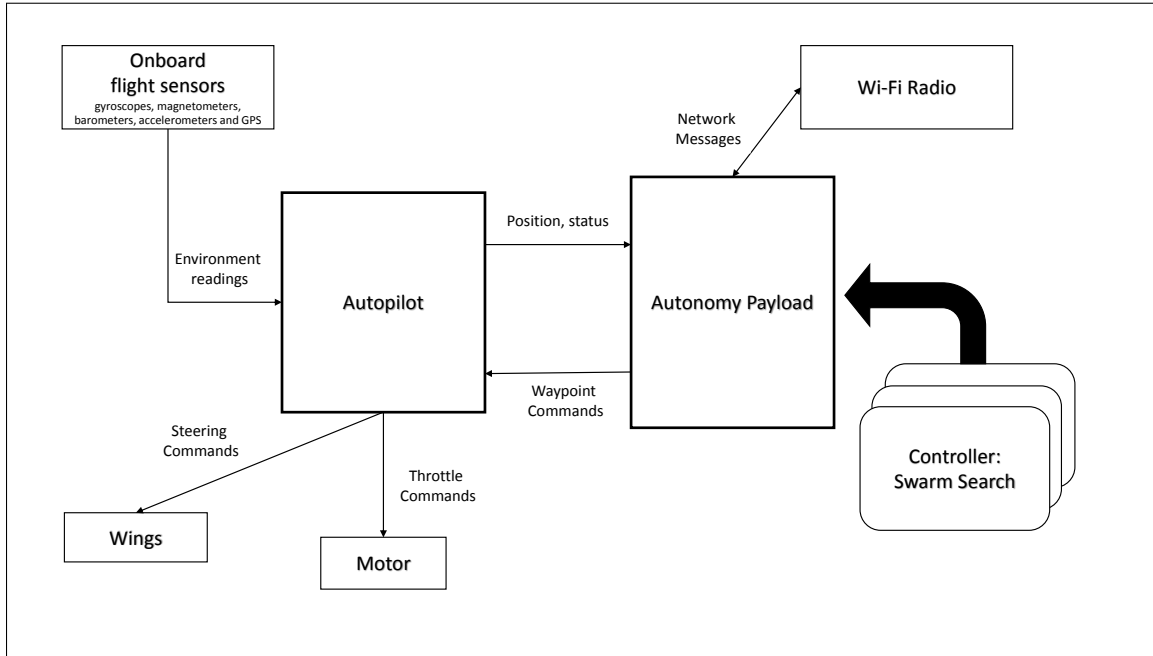 Onboard
flight sensors
gyroscopes, magnetometers,
barometers, accelerometers and GPS
Wi-Fi Radio
Network
Messages
Position, status
Environment
readings
Autopilot
Autonomy Payload
Waypoint
Commands
Steering
Commands
Throttle
Commands
Controller:
Swarm Search
Wings
Motor